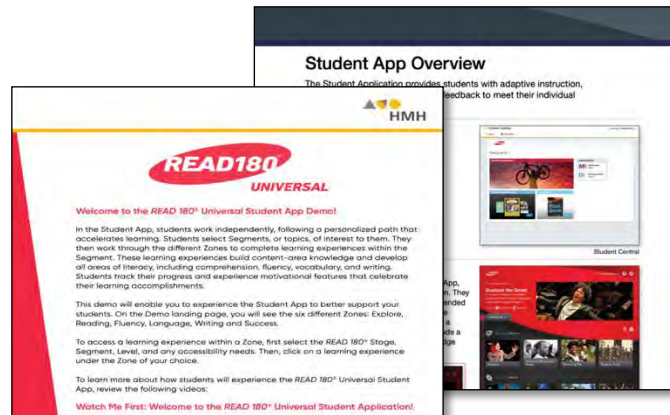 Student App Overview
The Student Application provides students with adaptive instruction,
feedback to meet their individual
Student Central
App,
n. They
ended
a
de a
dge
HMH
READ180
UNIVERSAL
Welcome to the READ 180® Universal Student App Demo!
In the Student App, students work independently, following a personalized path that
accelerates learning. Students select Segments, or topics, of interest to them. They
then work through the different Zones to complete learning experiences within the
Segment. These learning experiences build content-area knowledge and develop
all areas of literacy, including comprehension, fluency, vocabulary, and writing.
Students track their progress and experience motivational features that celebrate
their learning accomplishments.
This demo will enable you to experience the Student App to better support your
students. On the Demo landing page, you will see the six different Zones: Explore,
Reading, Fluency, Language, Writing and Success.
To access a learning experience within a Zone, first select the READ 180® Stage,
Segment, Level, and any accessibility needs. Then, click on a learning experience
under the Zone of your choice.
To learn more about how students will experience the READ 180® Universal Student
App, review the following videos:
Watch Me First: Welcome to the READ 180® Universal Student Application!